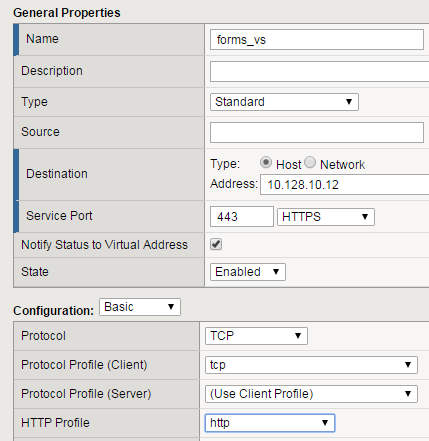 General Properties
Name forms_vs
Description
Type Standard
Source
Destination Type: Host Network
Address: 10.128.10.12
Service Port 443 HTTPS
Notify Status to Virtual Address
State Enabled
Configuration: Basic
Protocol TCP
Protocol Profile (Client) tcp
Protocol Profile (Server) (Use Client Profile)
HTTP Profile http